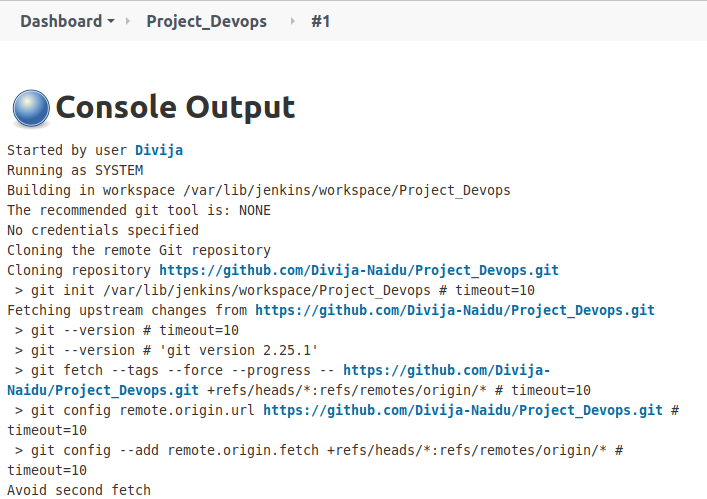 Dashboard Project_Devops #1
Console Output
Started by user Divija
Running as SYSTEM
Building in workspace /var/lib/jenkins/workspace/Project_Devops
The recommended git tool is: NONE
No credentials specified
Cloning the remote Git repository
Cloning repository https://github.com/Divija-Naidu/Project_Devops.git
> git init /var/lib/jenkins/workspace/Project_Devops # timeout=10
Fetching upstream changes from https://github.com/Divija-Naidu/Project_Devops.git
> git --version # timeout=10
> git --version # 'git version 2.25.1'
> git fetch --tags --force --progress -- https://github.com/Divija-
Naidu/Project_Devops.git +refs/heads/*:refs/remotes/origin/* # timeout=10
> git config remote.origin.url https://github.com/Divija-Naidu/Project_Devops.git #
timeout=10
> git config --add remote.origin.fetch +refs/heads/*:refs/remotes/origin/* #
timeout=10
Avoid second fetch